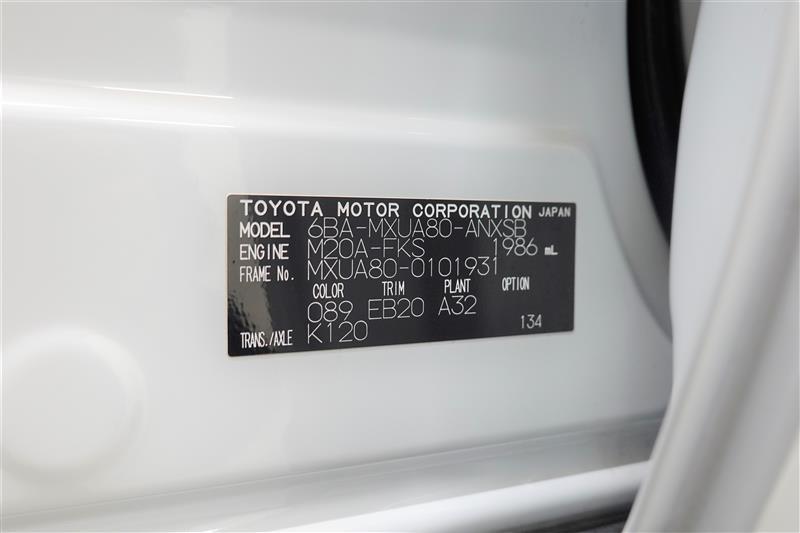 TOYOTA MOTOR CORPORATION JAPAN
MODEL 6BA-MXUA80-ANXSB
ENGINE M20A-FKS 1986 mL
FRAME No. MXUA80-0101931
COLOR TRIM PLANT OPTION
089 EB20 A32
TRANS./AXLE K120 134